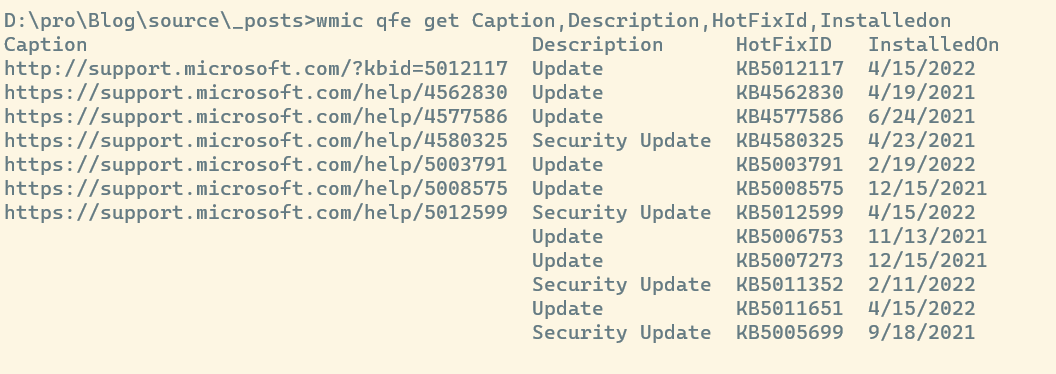 D:\pro\Blog\source\_posts>wmic qfe get Caption,Description,HotFixId,Installedon
Caption                                     Description      HotFixID   InstalledOn
http://support.microsoft.com/?kbid=5012117  Update           KB5012117  4/15/2022
https://support.microsoft.com/help/4562830  Update           KB4562830  4/19/2021
https://support.microsoft.com/help/4577586  Update           KB4577586  6/24/2021
https://support.microsoft.com/help/4580325  Security Update  KB4580325  4/23/2021
https://support.microsoft.com/help/5003791  Update           KB5003791  2/19/2022
https://support.microsoft.com/help/5008575  Update           KB5008575  12/15/2021
https://support.microsoft.com/help/5012599  Security Update  KB5012599  4/15/2022
                                            Update           KB5006753  11/13/2021
                                            Update           KB5007273  12/15/2021
                                            Security Update  KB5011352  2/11/2022
                                            Update           KB5011651  4/15/2022
                                            Security Update  KB5005699  9/18/2021